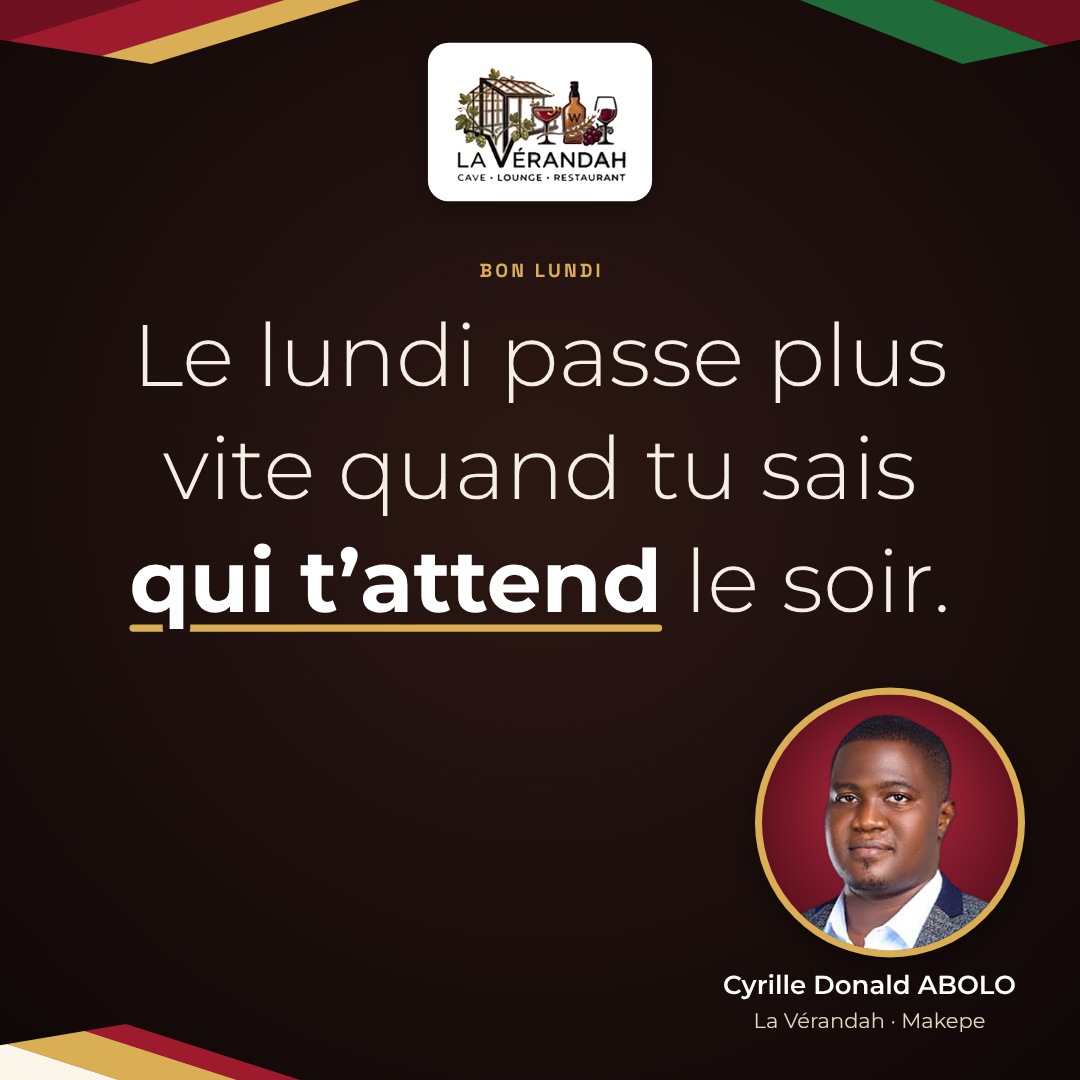 W
LA VÉRANDAH
CAVE • LOUNGE • RESTAURANT
BON LUNDI
Le lundi passe plus
vite quand tu sais
qui t’attend le soir.
Cyrille Donald ABOLO
La Vérandah · Makepe